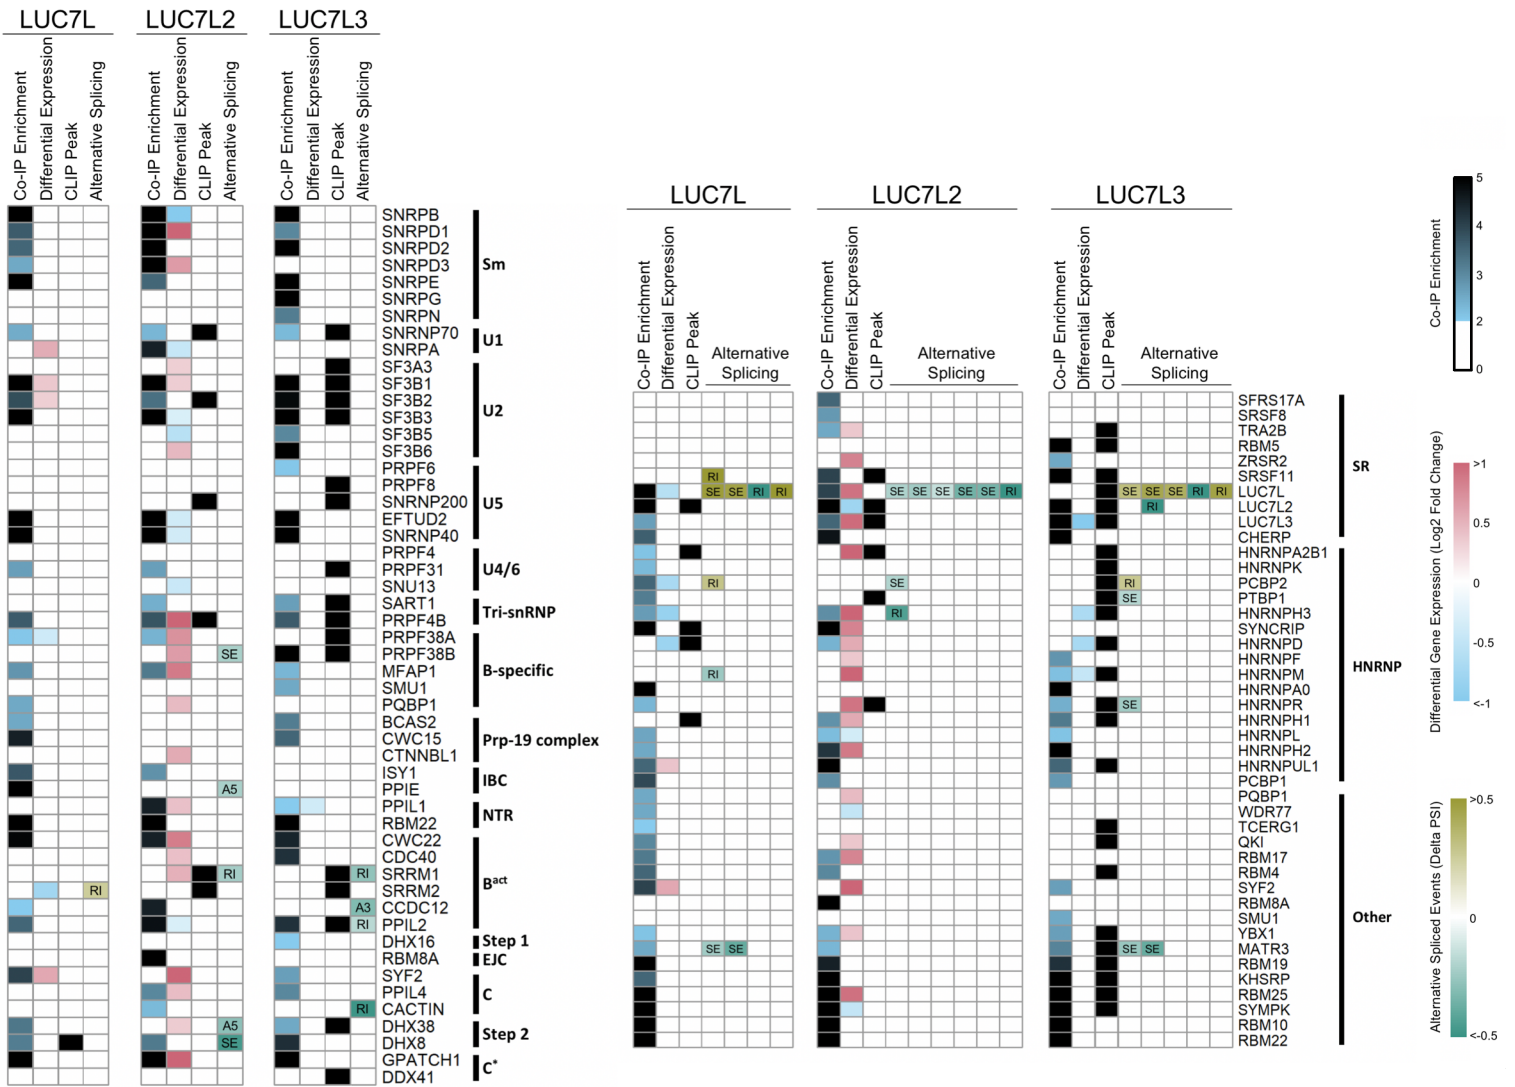 LUC7L LUC7L2 LUC7L3
Co-IP Enrichment
Differential Expression
CLIP Peak
Alternative Splicing
Co-IP Enrichment
Differential Expression
CLIP Peak
Alternative Splicing
Co-IP Enrichment
Differential Expression
CLIP Peak
Alternative Splicing
SNRPB
SNRPD1
SNRPD2
SNRPD3
SNRPE
SNRPG
SNRPN
Sm
SNRNP70
SNRPA
U1
SF3A3
SF3B1
SF3B2
SF3B3
SF3B5
SF3B6
U2
PRPF6
PRPF8
SNRNP200
EFTUD2
SNRNP40
U5
PRPF4
PRPF31
SNU13
U4/6
SART1
PRPF4B
Tri-snRNP
PRPF38A
SE PRPF38B
MFAP1
SMU1
PQBP1
B-specific
BCAS2
CWC15
CTNNBL1
Prp-19 complex
ISY1
A5 PPIE
IBC
PPIL1
RBM22
NTR
CWC22
CDC40
RI RI SRRM1
RI SRRM2
A3 CCDC12
RI PPIL2
Bact
DHX16
Step 1
RBM8A
EJC
SYF2
PPIL4
RI CACTIN
C
A5 DHX38
SE DHX8
Step 2
GPATCH1
DDX41
C*
LUC7L LUC7L2 LUC7L3
Co-IP Enrichment
Differential Expression
CLIP Peak
Alternative
Splicing
Co-IP Enrichment
Differential Expression
CLIP Peak
Alternative
Splicing
Co-IP Enrichment
Differential Expression
CLIP Peak
Alternative
Splicing
SFRS17A
SRSF8
TRA2B
RBM5
ZRSR2
RI SRSF11
SE SE RI RI SE SE SE SE SE RI SE SE SE RI RI LUC7L
RI LUC7L2
LUC7L3
CHERP
SR
HNRNPA2B1
HNRNPK
RI SE RI PCBP2
SE PTBP1
RI HNRNPH3
SYNCRIP
HNRNPD
HNRNPF
RI HNRNPM
HNRNPA0
SE HNRNPR
HNRNPH1
HNRNPL
HNRNPH2
HNRNPUL1
PCBP1
HNRNP
PQBP1
WDR77
TCERG1
QKI
RBM17
RBM4
SYF2
RBM8A
SMU1
YBX1
SE SE SE SE MATR3
RBM19
KHSRP
RBM25
SYMPK
RBM10
RBM22
Other
Co-IP Enrichment
5
4
3
2
0
Differential Gene Expression (Log2 Fold Change)
>1
0.5
0
-0.5
<-1
Alternative Spliced Events (Delta PSI)
>0.5
0
<-0.5